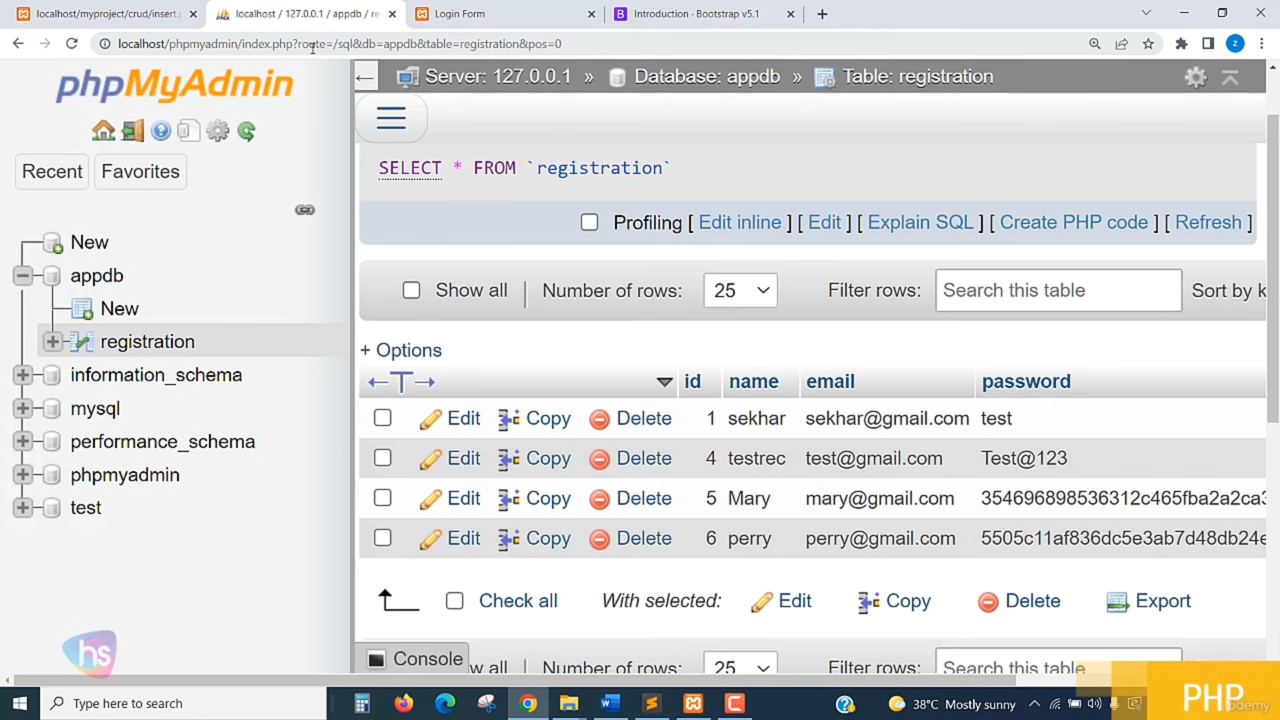 localhost/myproject/crud/insert.p
localhost / 127.0.0.1 / appdb / re
Login Form
Introduction · Bootstrap v5.1
localhost/phpmyadmin/index.php?route=/sql&db=appdb&table=registration&pos=0
Z
phpMyAdmin
Recent
Favorites
New
appdb
New
registration
information_schema
mysql
performance_schema
phpmyadmin
test
hs
Server: 127.0.0.1 » Database: appdb » Table: registration
SELECT * FROM `registration`
Profiling [ Edit inline ] [ Edit ] [ Explain SQL ] [ Create PHP code ] [ Refresh ]
Show all | Number of rows: 25 Filter rows: Search this table Sort by k
+ Options
←T→ id name email password
Edit Copy Delete 1 sekhar sekhar@gmail.com test
Edit Copy Delete 4 testrec test@gmail.com Test@123
Edit Copy Delete 5 Mary mary@gmail.com 354696898536312c465fba2a2ca3
Edit Copy Delete 6 perry perry@gmail.com 5505c11af836dc5e3ab7d48db24e
Check all With selected: Edit Copy Delete Export
Console
w all Number of rows: 25 Filter rows: Search this table
Type here to search
38°C Mostly sunny
PHP
Udemy